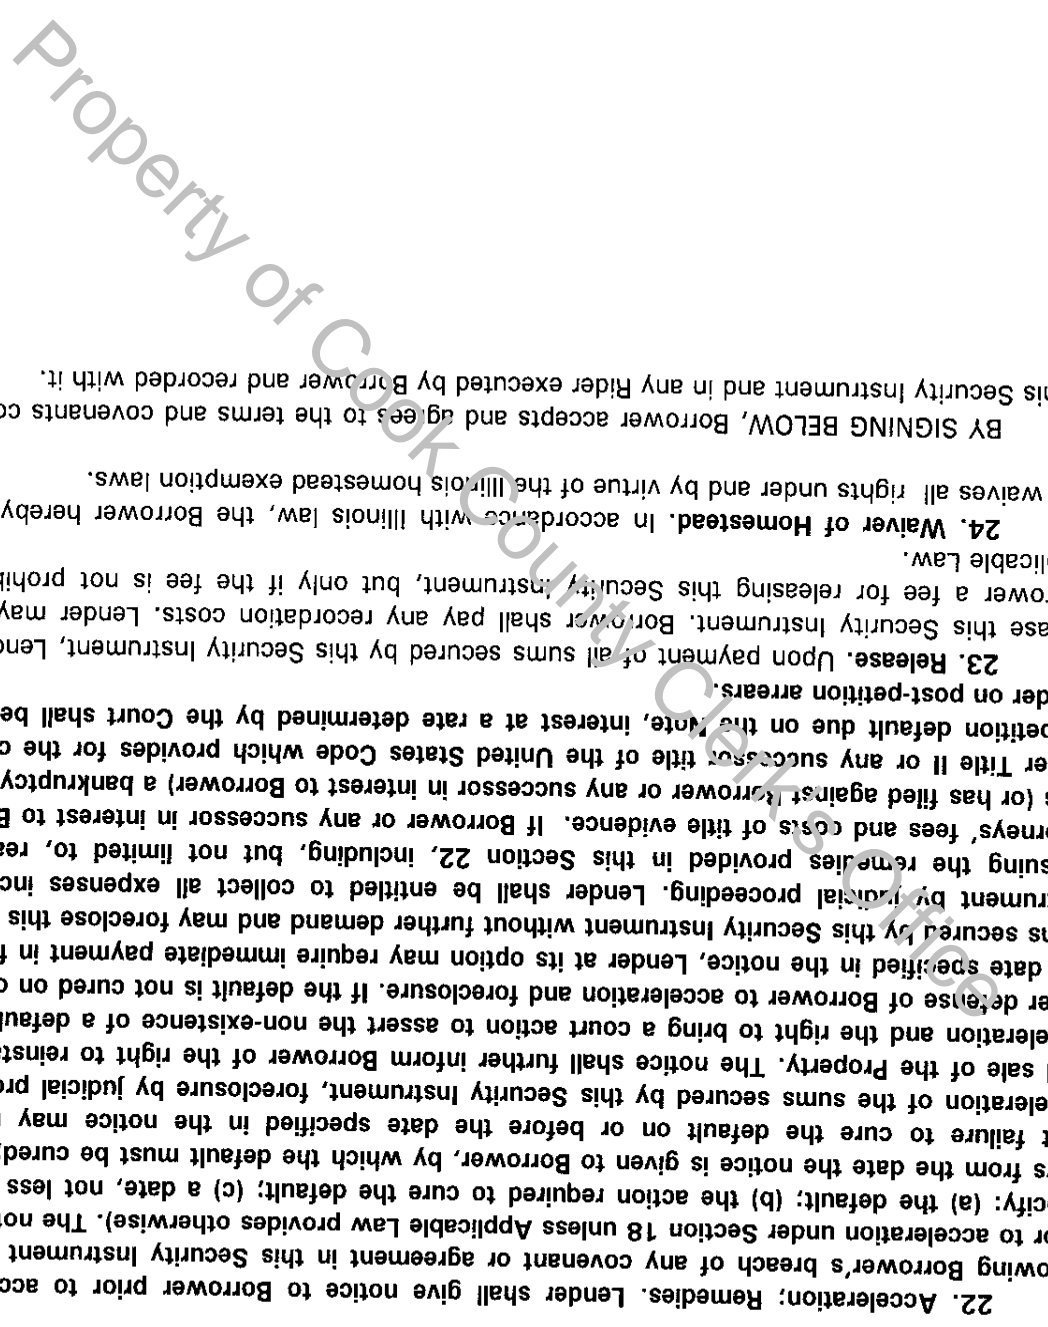 22. Acceleration; Remedies. Lender shall give notice to Borrower prior to acc
owing Borrower's breach of any covenant or agreement in this Security Instrument
or to acceleration under Section 18 unless Applicable Law provides otherwise). The not
cify: (a) the default; (b) the action required to cure the default; (c) a date, not less
s from the date the notice is given to Borrower, by which the default must be cured;
t failure to cure the default on or before the date specified in the notice may
eleration of the sums secured by this Security Instrument, foreclosure by judicial pro
l sale of the Property. The notice shall further inform Borrower of the right to reinst
eleration and the right to bring a court action to assert the non-existence of a defaul
er defense of Borrower to acceleration and foreclosure. If the default is not cured on o
date specified in the notice, Lender at its option may require immediate payment in f
ns secured by this Security Instrument without further demand and may foreclose this
trument by judicial proceeding. Lender shall be entitled to collect all expenses inc
suing the remedies provided in this Section 22, including, but not limited to, rea
orneys' fees and costs of title evidence. If Borrower or any successor in interest to B
s (or has filed against Borrower or any successor in interest to Borrower) a bankruptcy
er Title II or any successor title of the United States Code which provides for the c
petition default due on the Note, interest at a rate determined by the Court shall be
der on post-petition arrears.
23. Release. Upon payment of all sums secured by this Security Instrument, Lend
ease this Security Instrument. Borrower shall pay any recordation costs. Lender may
rower a fee for releasing this Security Instrument, but only if the fee is not prohib
licable Law.
24. Waiver of Homestead. In accordance with Illinois law, the Borrower hereby
waives all rights under and by virtue of the Illinois homestead exemption laws.
BY SIGNING BELOW, Borrower accepts and agrees to the terms and covenants co
his Security Instrument and in any Rider executed by Borrower and recorded with it.
Property of Cook County Clerk's Office